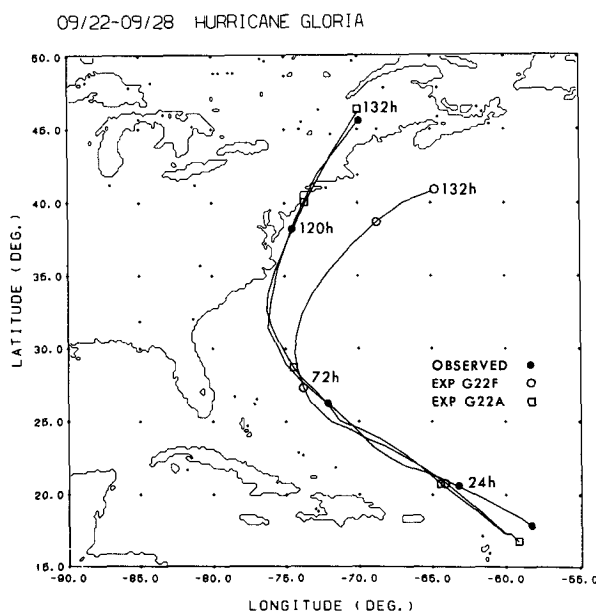 09/22-09/28 HURRICANE GLORIA
50.0
45.0
40.0
35.0
30.0
25.0
20.0
15.0
LATITUDE (DEG.)
132h
132h
120h
72h
24h
OBSERVED
EXP G22F
EXP G22A
-90.0 -85.0 -80.0 -75.0 -70.0 -65.0 -60.0 -55.0
LONGITUDE (DEG.)